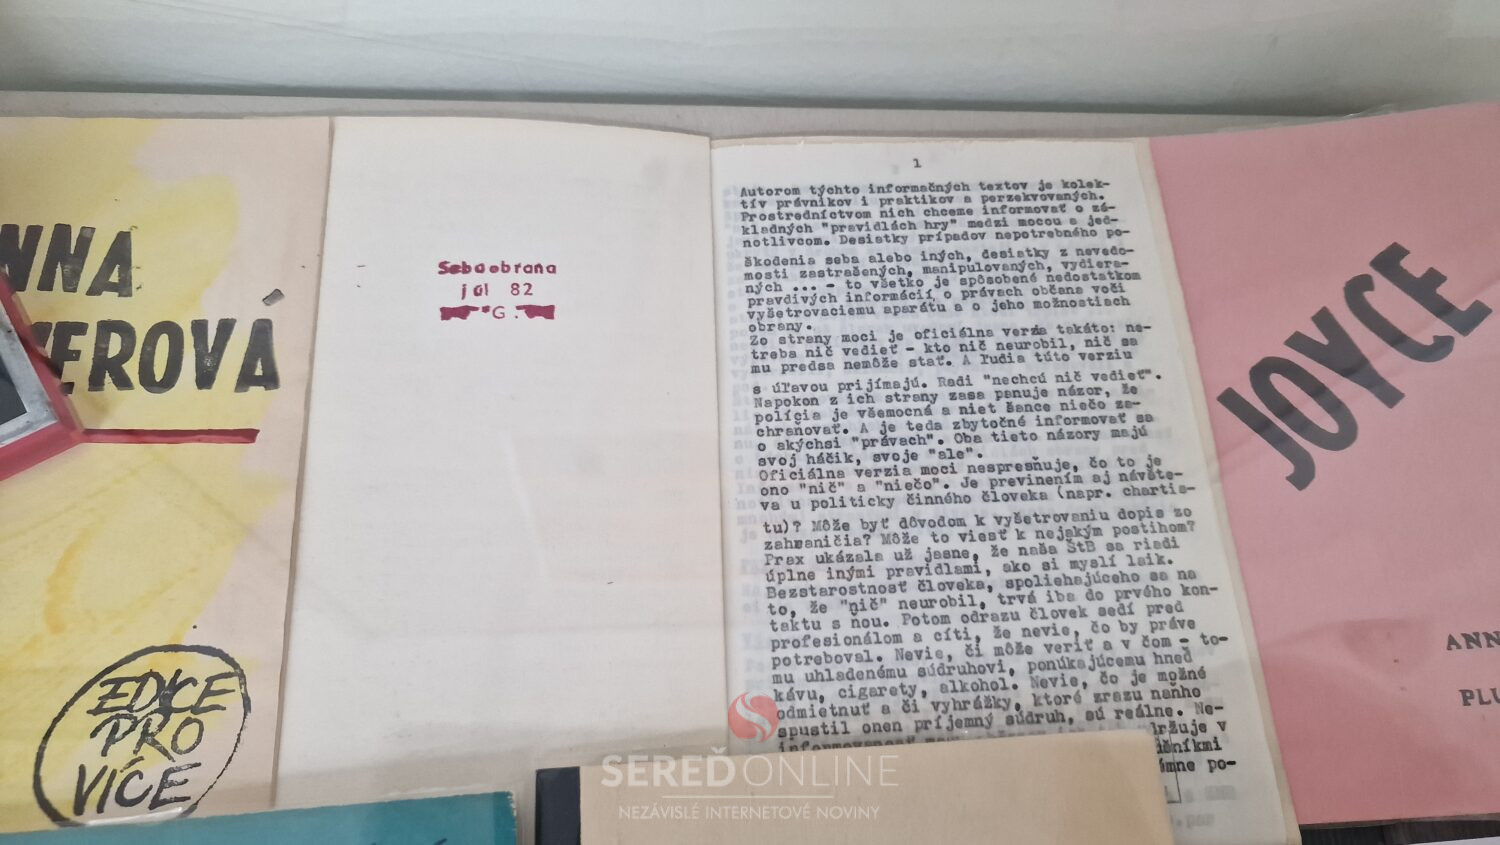 NNA
VEROVÁ
EDICE
PRO
VÍCE
Sebaobrana
júl 82
"G.
1
Autorom týchto informačných textov je kolek-
tív právnikov i praktikov a perzekvovaných.
Prostredníctvom nich chceme informovať o zá-
kladných "pravidlách hry" medzi mocou a jed-
notlivcom. Desiatky prípadov nepotrebného po-
škodenia seba alebo iných, desiatky z nevedo-
mosti zastrašených, manipulovaných, vydiera-
ných ... - to všetko je spôsobené nedostatkom
pravdivých informácií o právach občana voči
vyšetrovaciemu aparátu a o jeho možnostiach
obrany.
Zo strany moci je oficiálna verzia takáto: ne-
treba nič vedieť - kto nič neurobil, nič sa
mu predsa nemôže stať. A ľudia túto verziu
s úľavou prijímajú. Radi "nechcú nič vedieť".
Napokon z ich strany zasa panuje názor, že
polícia je všemocná a niet šance niečo za-
chraňovať. A je teda zbytočné informovať sa
o akýchsi "právach". Oba tieto názory majú
svoj háčik, svoje "ale".
Oficiálna verzia moci nespresňuje, čo to je
ono "nič" a "niečo". Je previnením aj návšte-
va u politicky činného človeka (napr. chartis-
tu)? Môže byť dôvodom k vyšetrovaniu dopis zo
zahraničia? Môže to viesť k nejakým postihom?
Prax ukázala už jasne, že naša ŠtB sa riadi
úplne inými pravidlami, ako si myslí laik.
Bezstarostnosť človeka, spoliehajúceho sa na
to, že "nič" neurobil, trvá iba do prvého kon-
taktu s ňou. Potom odrazu človek sedí pred
profesionálom a cíti, že nevie, čo by práve
potreboval. Nevie, či môže veriť a v čom - to-
mu uhladenému súdruhovi, ponúkajúcemu hneď
kávu, cigarety, alkohol. Nevie, čo je možné
odmietnuť a či vyhrážky, ktoré zrazu naňho
spustil onen príjemný súdruh, sú reálne. Ne-
držuje v
po-
JOYCE
ANN
PLU
SEREĎONLINE
NEZÁVISLÉ INTERNETOVÉ NOVINY